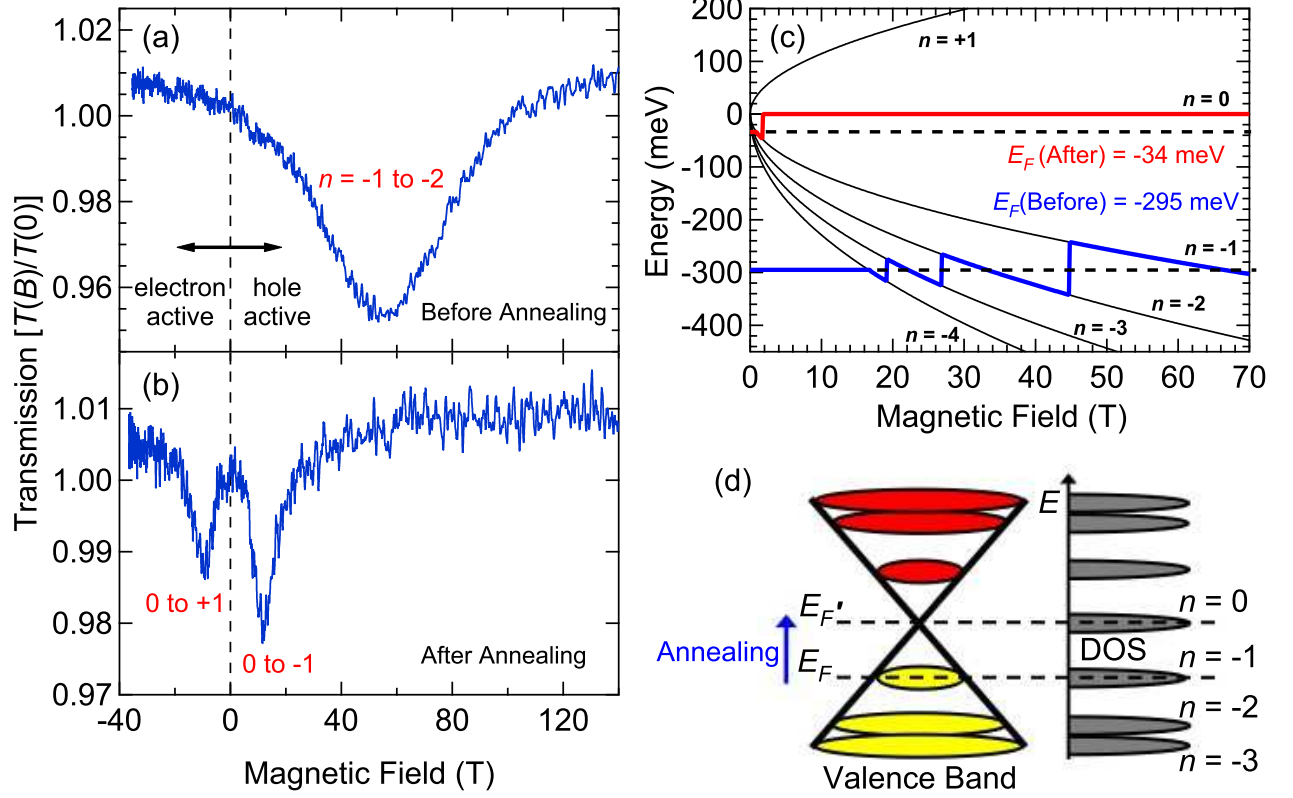 Transmission [T(B)/T(0)]
(a)
1.02
1.00
0.98
0.96
n = -1 to -2
electron
active
hole
active
Before Annealing
(b)
1.01
1.00
0.99
0.98
0.97
0 to +1
0 to -1
After Annealing
-40 0 40 80 120
Magnetic Field (T)
(c)
Energy (meV)
200
100
0
-100
-200
-300
-400
n = +1
n = 0
E_F (After) = -34 meV
E_F(Before) = -295 meV
n = -1
n = -2
n = -3
n = -4
0 10 20 30 40 50 60 70
Magnetic Field (T)
(d)
E
E_F'
E_F
Annealing
n = 0
DOS
n = -1
n = -2
n = -3
Valence Band